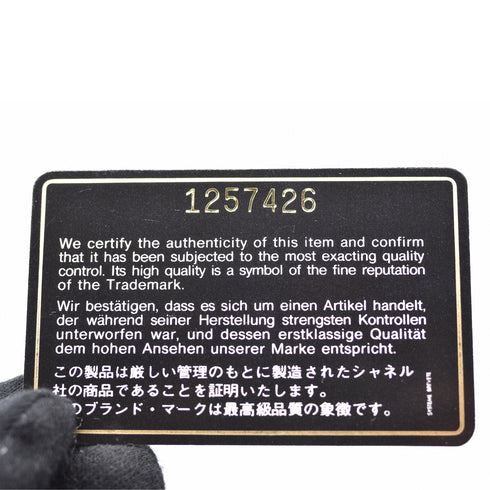 1257426
We certify the authenticity of this item and confirm
that it has been subjected to the most exacting quality
control. Its high quality is a symbol of the fine reputation
of the Trademark.
Wir bestätigen, dass es sich um einen Artikel handelt,
der während seiner Herstellung strengsten Kontrollen
unterworfen war, und dessen erstklassige Qualität
dem hohen Ansehen unserer Marke entspricht.
この製品は厳しい管理のもとに製造されたシャネル
社の商品であることを証明いたします。
のブランド・マークは最高級品質の象徴です。